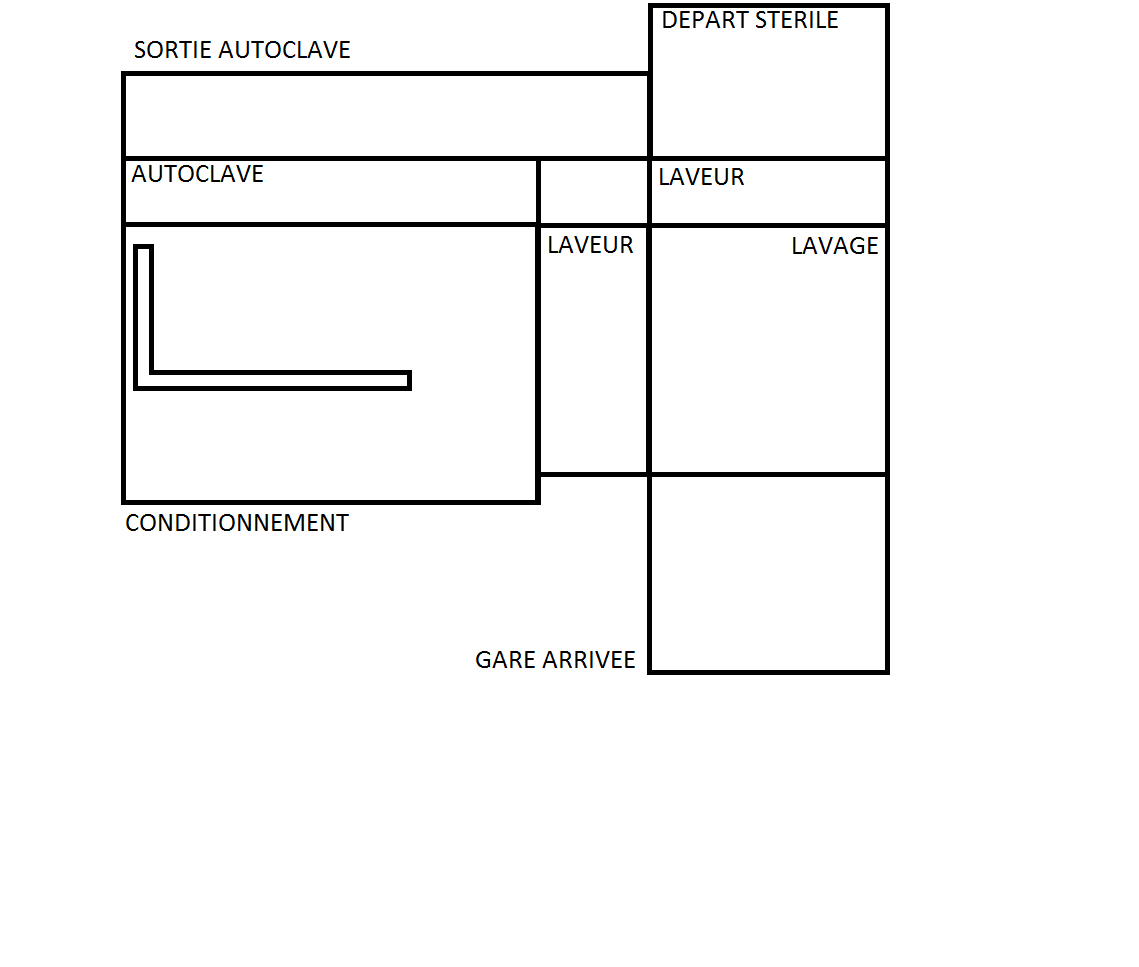 DEPART STERILE
SORTIE AUTOCLAVE
AUTOCLAVE
LAVEUR
LAVEUR
LAVAGE
CONDITIONNEMENT
GARE ARRIVEE